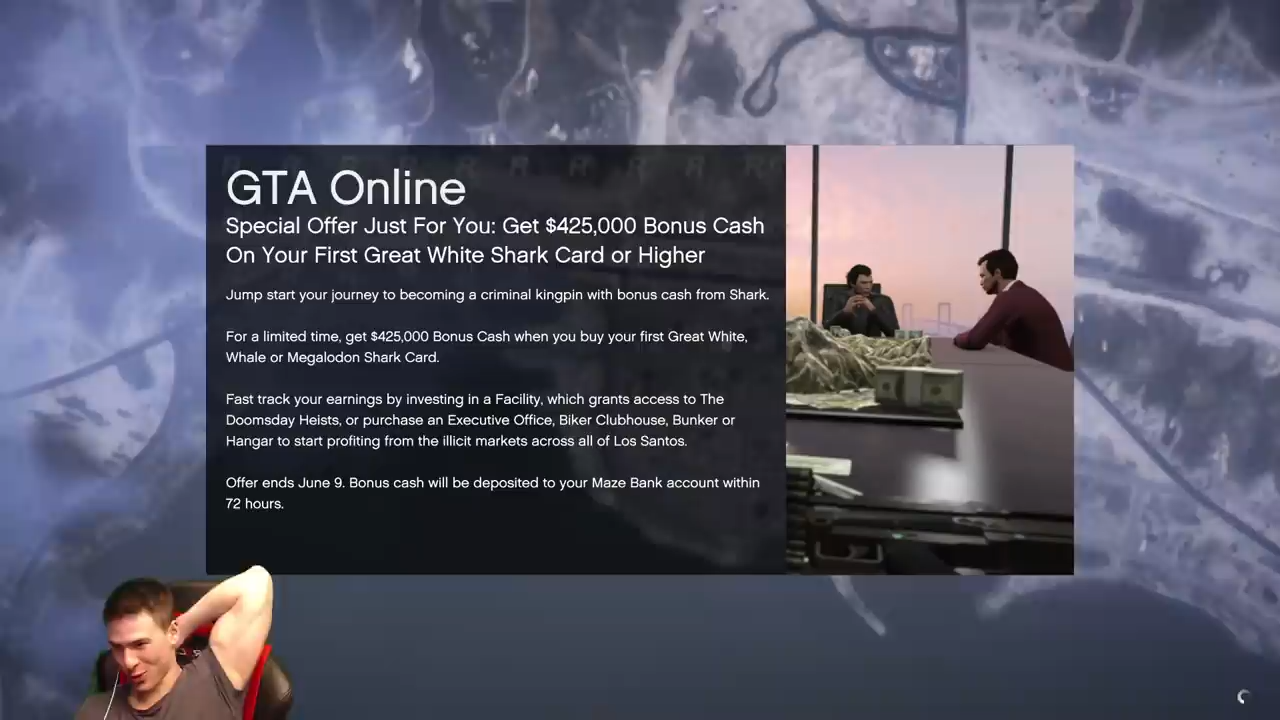 GTA Online
Special Offer Just For You: Get $425,000 Bonus Cash
On Your First Great White Shark Card or Higher
Jump start your journey to becoming a criminal kingpin with bonus cash from Shark.
For a limited time, get $425,000 Bonus Cash when you buy your first Great White,
Whale or Megalodon Shark Card.
Fast track your earnings by investing in a Facility, which grants access to The
Doomsday Heists, or purchase an Executive Office, Biker Clubhouse, Bunker or
Hangar to start profiting from the illicit markets across all of Los Santos.
Offer ends June 9. Bonus cash will be deposited to your Maze Bank account within
72 hours.